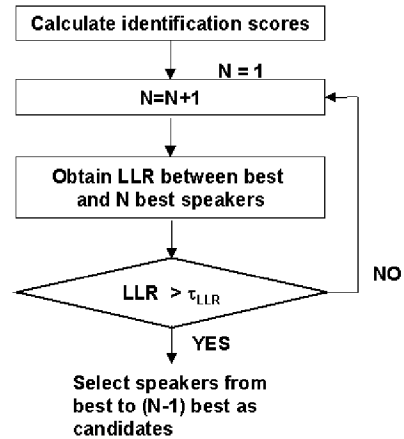 Calculate identification scores
N = 1
N=N+1
Obtain LLR between best
and N best speakers
LLR > τLLR
NO
YES
Select speakers from
best to (N-1) best as
candidates